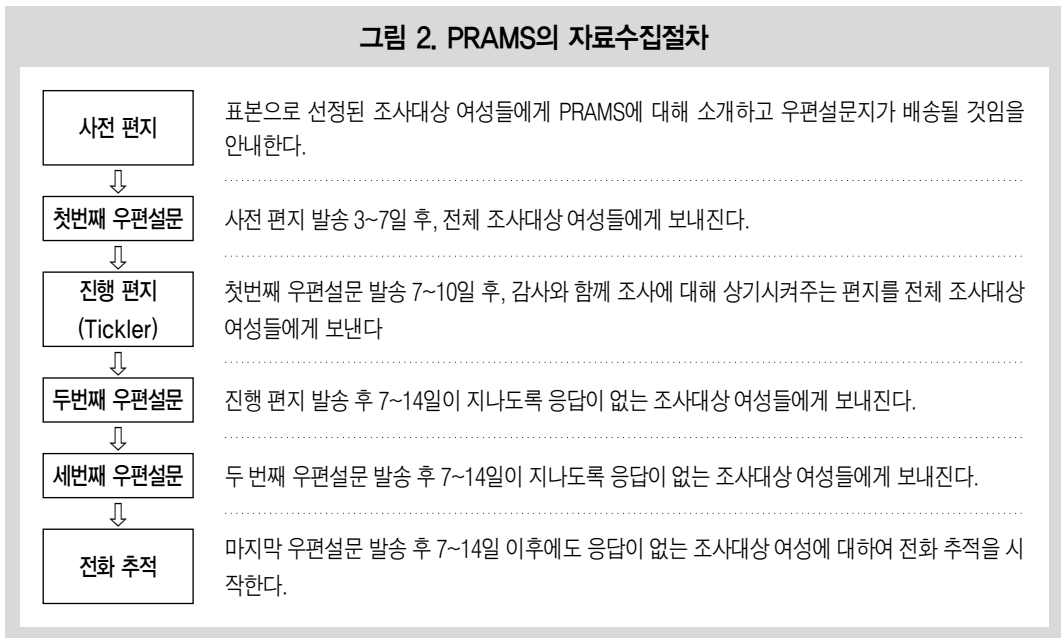 그림 2. PRAMS의 자료수집절차
사전 편지
표본으로 선정된 조사대상 여성들에게 PRAMS에 대해 소개하고 우편설문지가 배송될 것임을
안내한다.
⇩
첫번째 우편설문
사전 편지 발송 3~7일 후, 전체 조사대상 여성들에게 보내진다.
⇩
진행 편지
(Tickler)
첫번째 우편설문 발송 7~10일 후, 감사와 함께 조사에 대해 상기시켜주는 편지를 전체 조사대상
여성들에게 보낸다
⇩
두번째 우편설문
진행 편지 발송 후 7~14일이 지나도록 응답이 없는 조사대상 여성들에게 보내진다.
⇩
세번째 우편설문
두 번째 우편설문 발송 후 7~14일이 지나도록 응답이 없는 조사대상 여성들에게 보내진다.
⇩
전화 추적
마지막 우편설문 발송 후 7~14일 이후에도 응답이 없는 조사대상 여성에 대하여 전화 추적을 시
작한다.